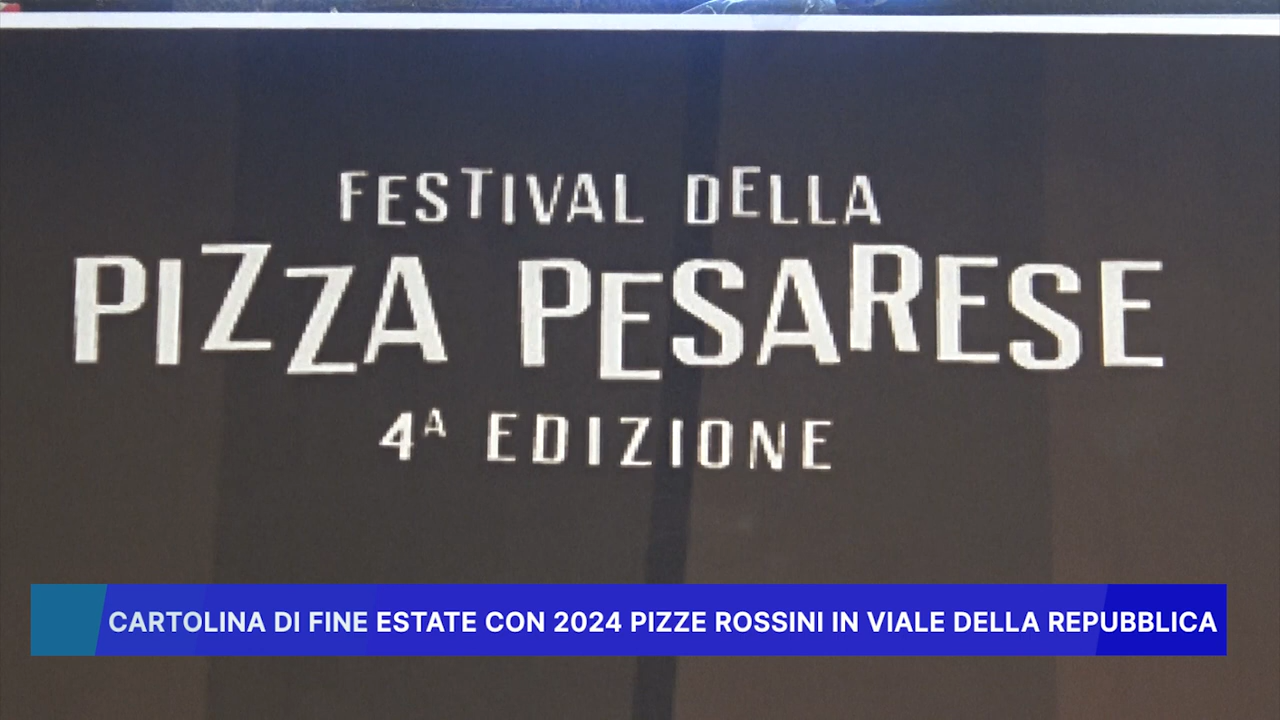 FESTIVAL DELLA
PIZZA PESARESE
4A EDIZIONE
CARTOLINA DI FINE ESTATE CON 2024 PIZZE ROSSINI IN VIALE DELLA REPUBBLICA